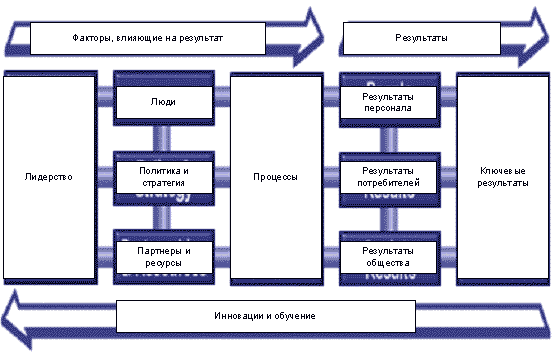 Факторы, влияющие на результат
Результаты
Лидерство
Люди
Политика и
стратегия
Партнеры и
ресурсы
Процессы
Результаты
персонала
Результаты
потребителей
Результаты
общества
Ключевые
результаты
Инновации и обучение